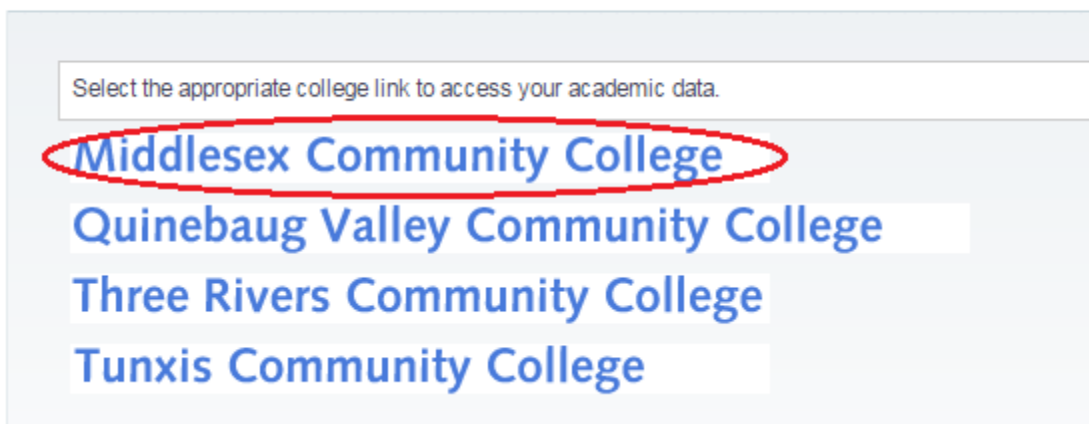 Select the appropriate college link to access your academic data.
Middlesex Community College
Quinebaug Valley Community College
Three Rivers Community College
Tunxis Community College